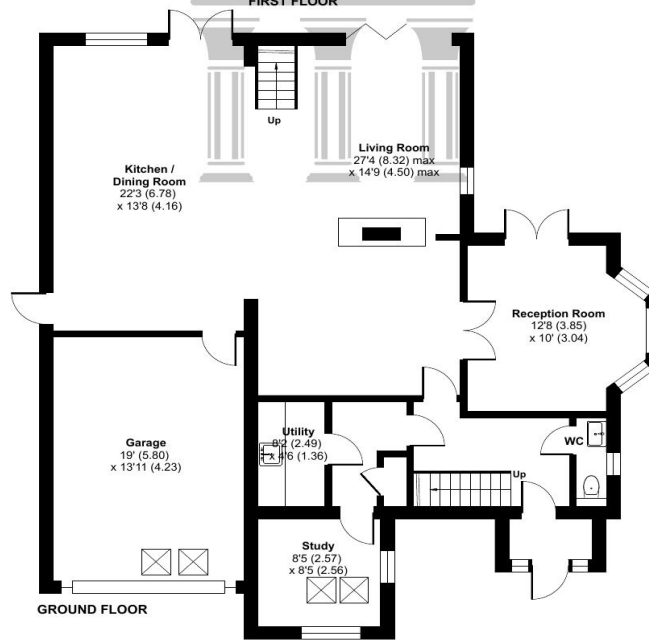 FIRST FLOOR
Up
Living Room
27'4 (8.32) max
x 14'9 (4.50) max
Kitchen /
Dining Room
22'3 (6.78)
x 13'8 (4.16)
Reception Room
12'8 (3.85)
x 10' (3.04)
Garage
19' (5.80)
x 13'11 (4.23)
Utility
8'2 (2.49)
x 4'6 (1.36)
WC
Up
Study
8'5 (2.57)
x 8'5 (2.56)
GROUND FLOOR